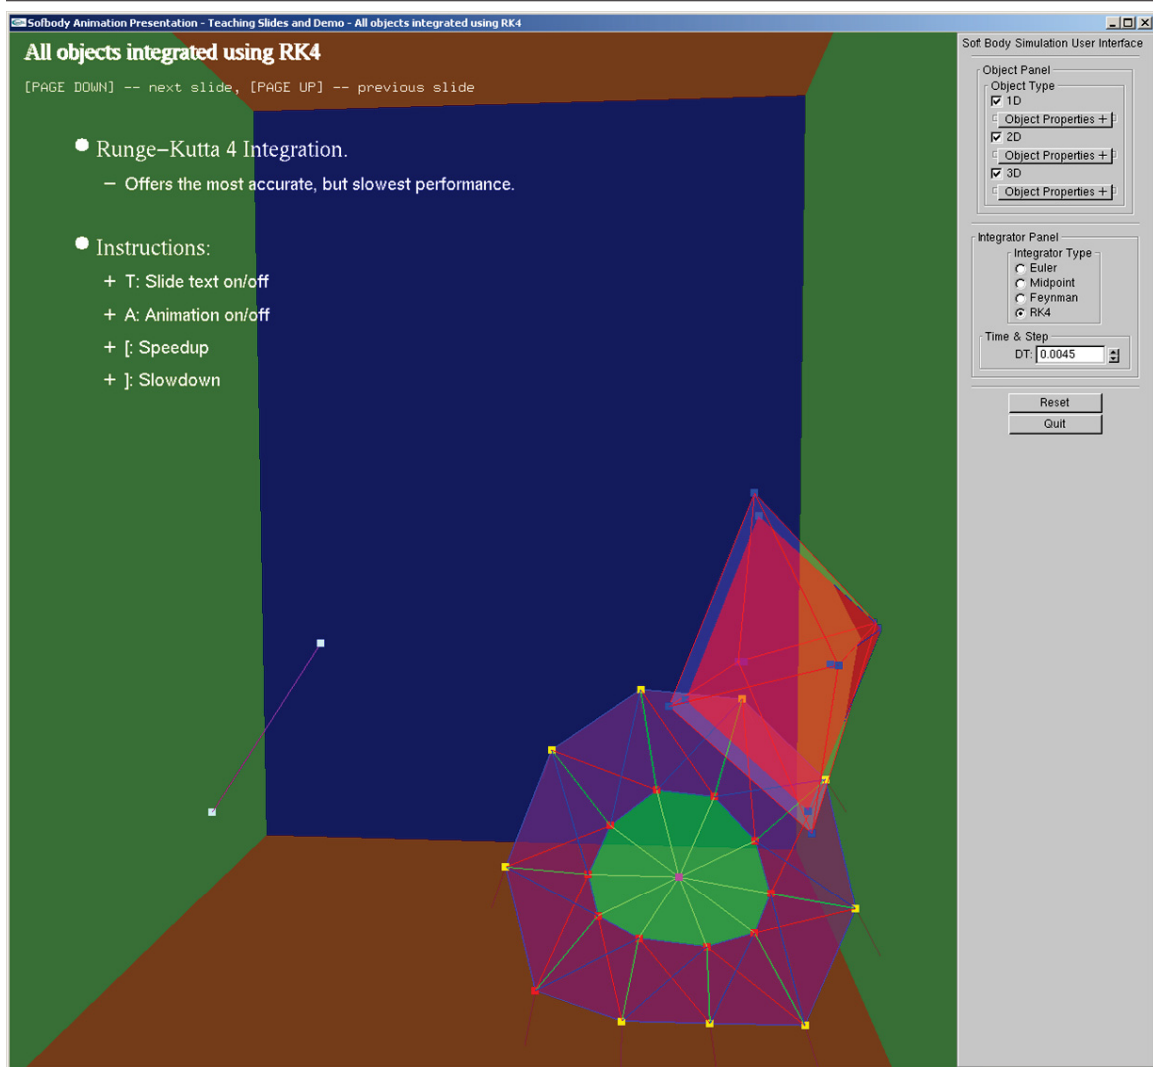 Sofbody Animation Presentation - Teaching Slides and Demo - All objects integrated using RK4
All objects integrated using RK4
[PAGE DOWN] -- next slide, [PAGE UP] -- previous slide
Runge-Kutta 4 Integration.
- Offers the most accurate, but slowest performance.
Instructions:
+ T: Slide text on/off
+ A: Animation on/off
+ [: Speedup
+ ]: Slowdown
Soft Body Simulation User Interface
Object Panel
Object Type
1D
Object Properties +
2D
Object Properties +
3D
Object Properties +
Integrator Panel
Integrator Type
Euler
Midpoint
Feynman
RK4
Time & Step
DT: 0.0045
Reset
Quit